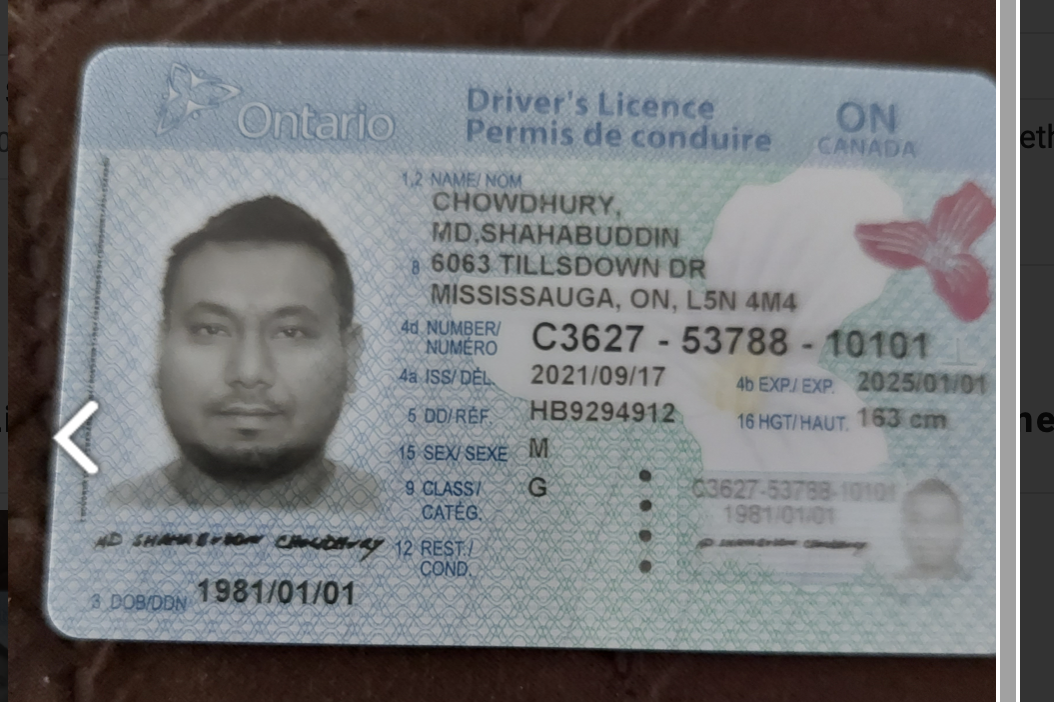 Ontario
Driver's Licence
Permis de conduire
ON
CANADA
1,2 NAME/ NOM
CHOWDHURY,
MD,SHAHABUDDIN
8 6063 TILLSDOWN DR
MISSISSAUGA, ON, L5N 4M4
4d NUMBER/ NUMÉRO C3627 - 53788 - 10101
4a ISS/ DÉL. 2021/09/17 4b EXP./ EXP. 2025/01/01
5 DD/RÉF. HB9294912 16 HGT/HAUT. 163 cm
15 SEX/ SEXE M
9 CLASS/ CATÉG. G
12 REST./ COND.
C3627-53788-10101
1981/01/01
MD SHAHABUDDIN CHOWDHURY
3 DOB/DDN 1981/01/01